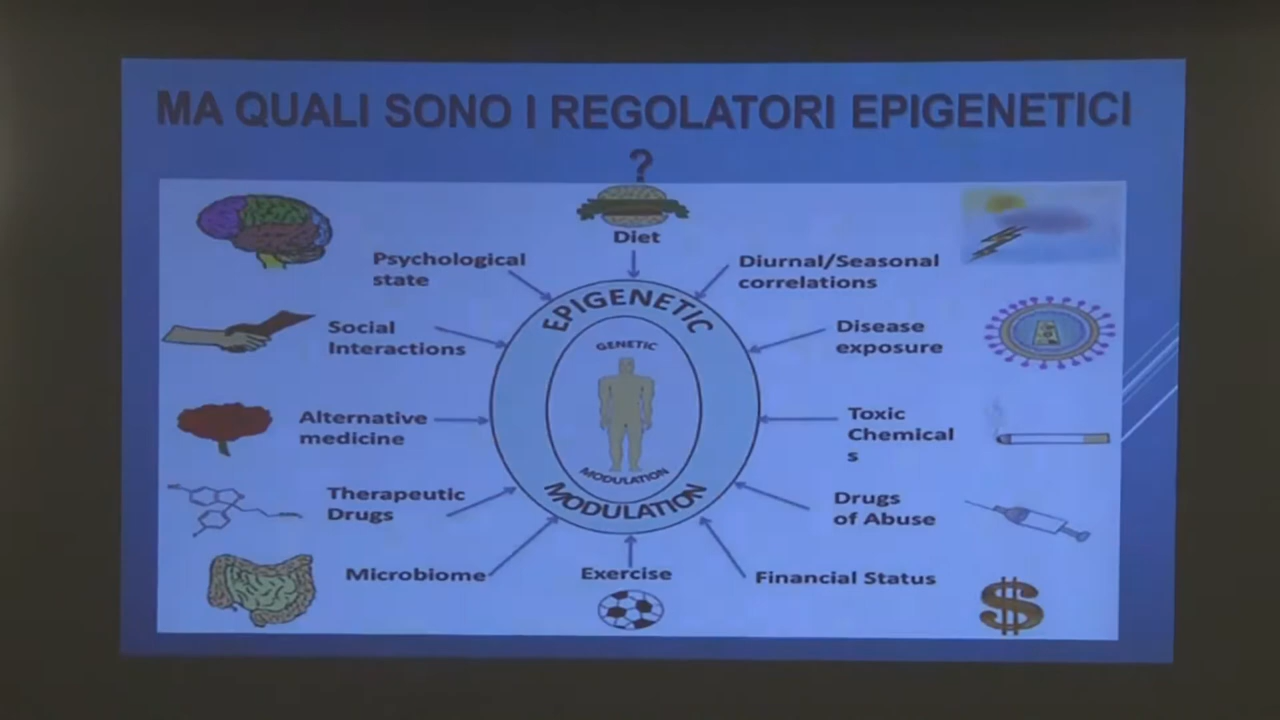 MA QUALI SONO I REGOLATORI EPIGENETICI
?
Diet
Psychological
state
Diurnal/Seasonal
correlations
Social
Interactions
Disease
exposure
Alternative
medicine
Toxic
Chemical
s
Therapeutic
Drugs
Drugs
of Abuse
Microbiome
Exercise
Financial Status
EPIGENETIC
GENETIC
MODULATION
MODULATION